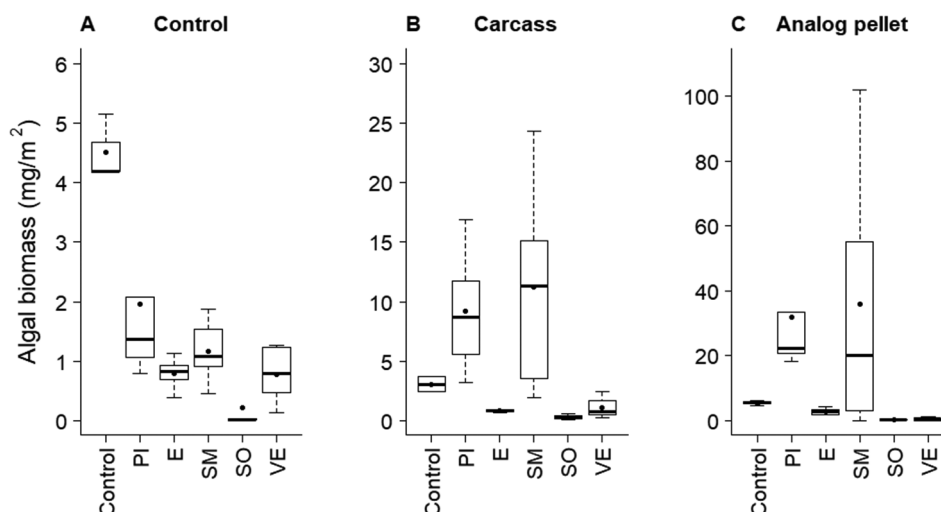 A Control
B Carcass
C Analog pellet
Algal biomass (mg/m²)
6
5
4
3
2
1
0
Control
PI
E
SM
SO
VE
30
25
20
15
10
5
0
Control
PI
E
SM
SO
VE
100
80
60
40
20
0
Control
PI
E
SM
SO
VE